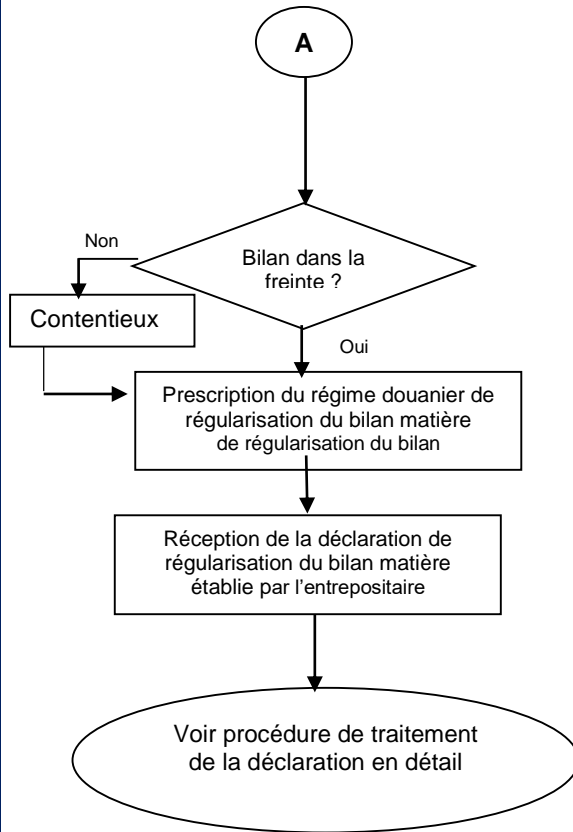 A
Bilan dans la
freinte ?
Non
Contentieux
Oui
Prescription du régime douanier de
régularisation du bilan matière
de régularisation du bilan
Réception de la déclaration de
régularisation du bilan matière
établie par l'entrepositaire
Voir procédure de traitement
de la déclaration en détail